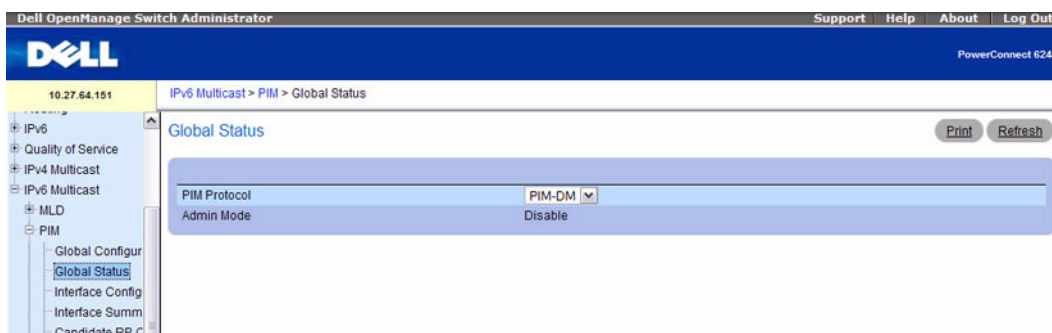 Dell OpenManage Switch Administrator
Support Help About Log Out
DELL
PowerConnect 624
10.27.64.151
IPv6 Multicast > PIM > Global Status
IPv6
Quality of Service
IPv4 Multicast
IPv6 Multicast
MLD
PIM
Global Configur
Global Status
Interface Config
Interface Summ
Candidate RP C
Global Status
Print Refresh
PIM Protocol PIM-DM
Admin Mode Disable